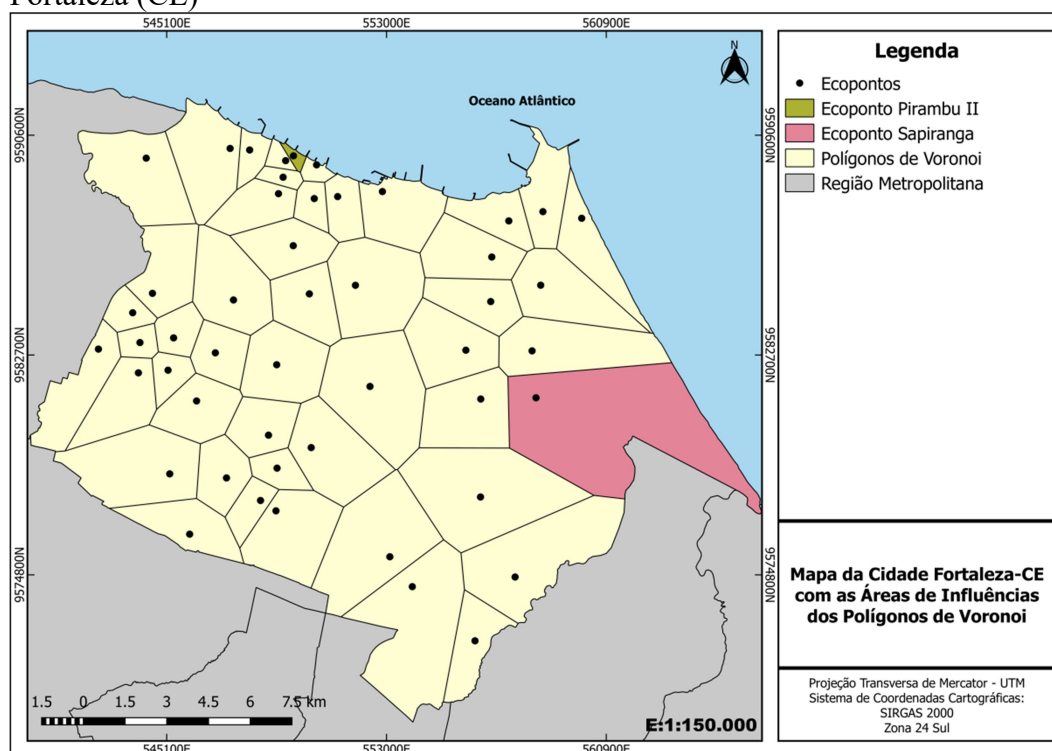 Fortaleza (CE)
545100E 553000E 560900E
N
Oceano Atlântico
9590600N
9590600N
9582700N
9582700N
9574800N
9574800N
1.5 0 1.5 3 4.5 6 7.5 km
E:1:150.000
545100E 553000E 560900E
Legenda
Ecopontos
Ecoponto Pirambu II
Ecoponto Sapiranga
Polígonos de Voronoi
Região Metropolitana
Mapa da Cidade Fortaleza-CE
com as Áreas de Influências
dos Polígonos de Voronoi
Projeção Transversa de Mercator - UTM
Sistema de Coordenadas Cartográficas:
SIRGAS 2000
Zona 24 Sul